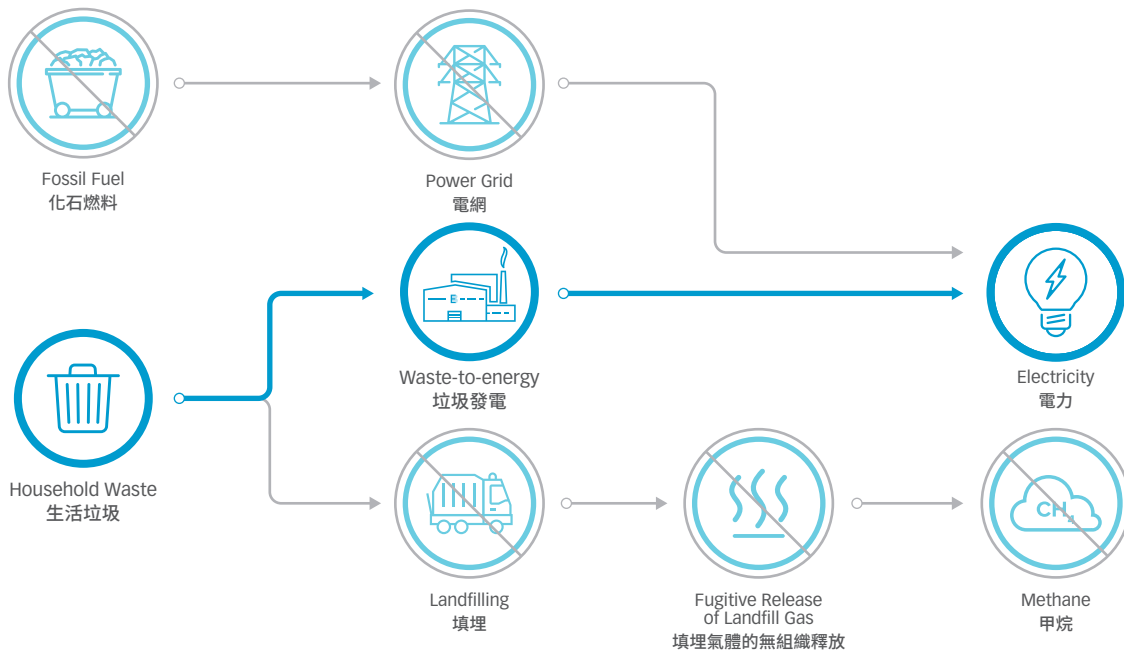 Fossil Fuel
化石燃料
Power Grid
電網
Waste-to-energy
垃圾發電
Electricity
電力
Household Waste
生活垃圾
CH₄
Landfilling
填埋
Fugitive Release
of Landfill Gas
填埋氣體的無組織釋放
Methane
甲烷